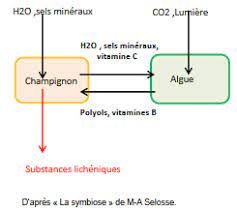 H2O ,sels minéraux
CO2 ,Lumière
H2O , sels minéraux,
vitamine C
Champignon
Algue
Polyols, vitamines B
Substances lichéniques
D'après « La symbiose » de M-A Selosse.